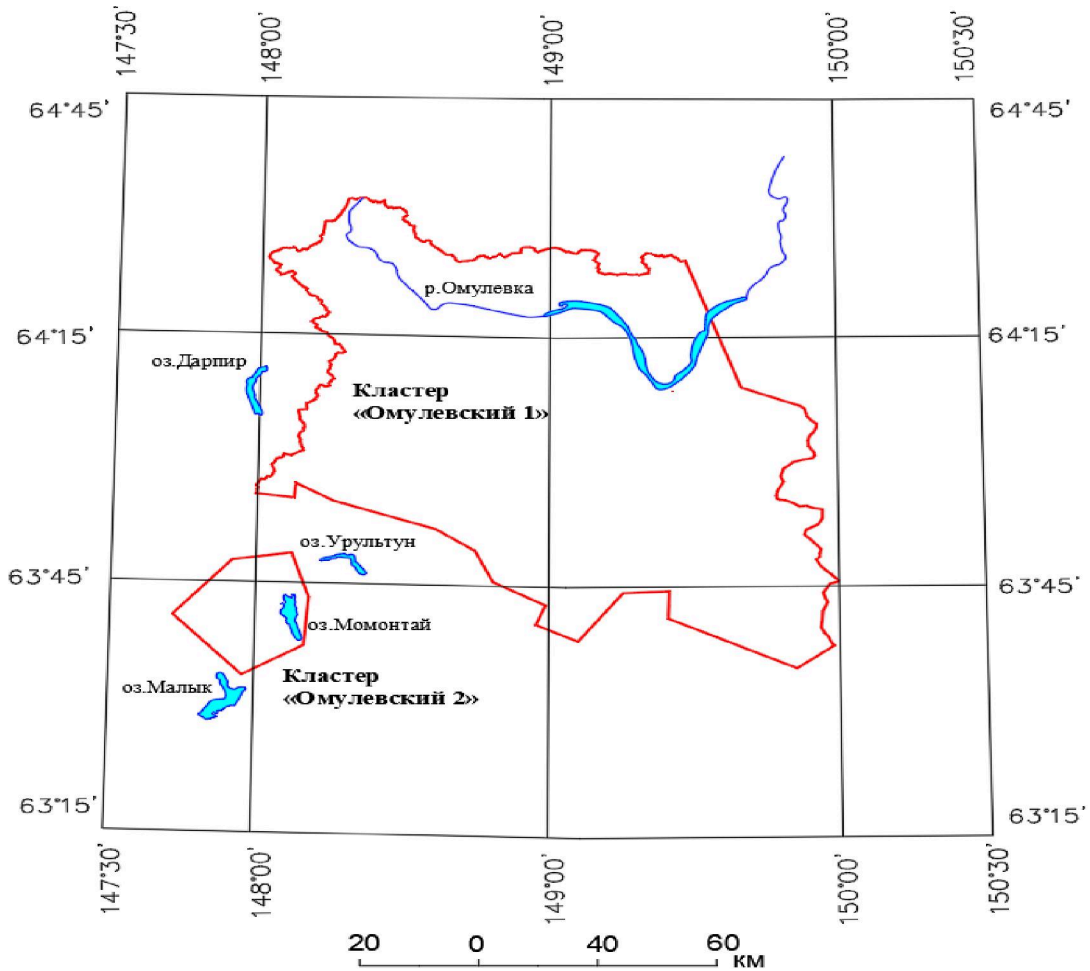 147°30'
148°00'
149°00'
150°00'
150°30'
64°45'
64°45'
р.Омулевка
64°15'
64°15'
оз.Дарпир
Кластер
«Омулевский 1»
оз.Урультун
63°45'
63°45'
оз.Момонтай
Кластер
«Омулевский 2»
оз.Малык
63°15'
63°15'
147°30'
148°00'
149°00'
150°00'
150°30'
20 0 40 60
км